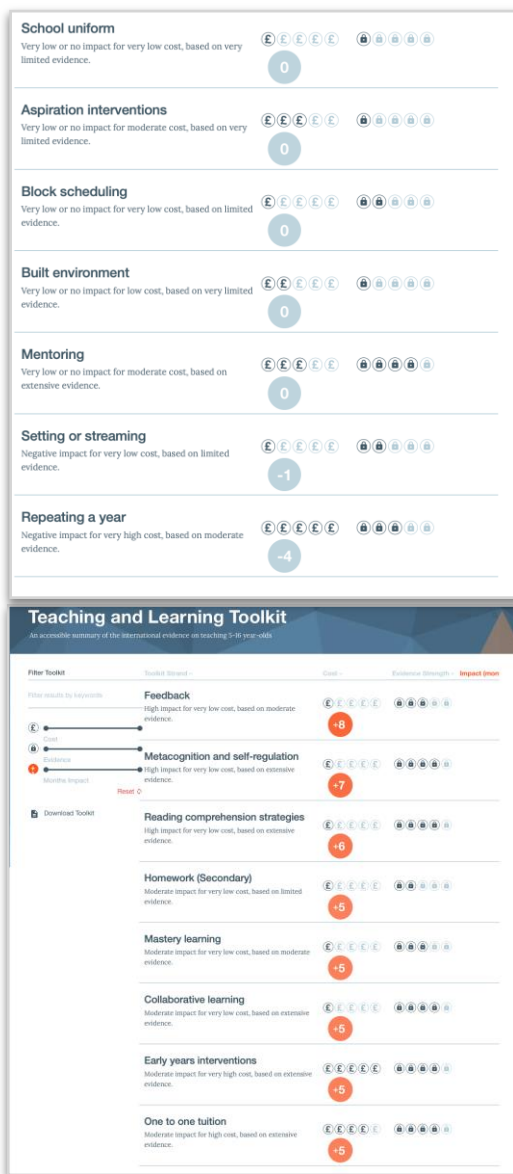 School uniform
Very low or no impact for very low cost, based on very
limited evidence.
£ £ £ £ £
0
Aspiration interventions
Very low or no impact for moderate cost, based on very
limited evidence.
£ £ £ £ £
0
Block scheduling
Very low or no impact for very low cost, based on limited
evidence.
£ £ £ £ £
0
Built environment
Very low or no impact for low cost, based on very limited
evidence.
£ £ £ £ £
0
Mentoring
Very low or no impact for moderate cost, based on
extensive evidence.
£ £ £ £ £
0
Setting or streaming
Negative impact for very low cost, based on limited
evidence.
£ £ £ £ £
-1
Repeating a year
Negative impact for very high cost, based on moderate
evidence.
£ £ £ £ £
-4
Teaching and Learning Toolkit
An accessible summary of the international evidence on teaching 5-16 year-olds
Filter Toolkit
Filter results by keywords
£
Cost
Evidence
+
Months Impact
Reset
Download Toolkit
Toolkit Strand
Cost
Evidence Strength
Impact (mon
Feedback
High impact for very low cost, based on moderate
evidence.
£ £ £ £ £
+8
Metacognition and self-regulation
High impact for very low cost, based on extensive
evidence.
£ £ £ £ £
+7
Reading comprehension strategies
High impact for very low cost, based on extensive
evidence.
£ £ £ £ £
+6
Homework (Secondary)
Moderate impact for very low cost, based on limited
evidence.
£ £ £ £ £
+5
Mastery learning
Moderate impact for very low cost, based on moderate
evidence.
£ £ £ £ £
+5
Collaborative learning
Moderate impact for very low cost, based on extensive
evidence.
£ £ £ £ £
+5
Early years interventions
Moderate impact for very high cost, based on extensive
evidence.
£ £ £ £ £
+5
One to one tuition
Moderate impact for high cost, based on extensive
evidence.
£ £ £ £ £
+5